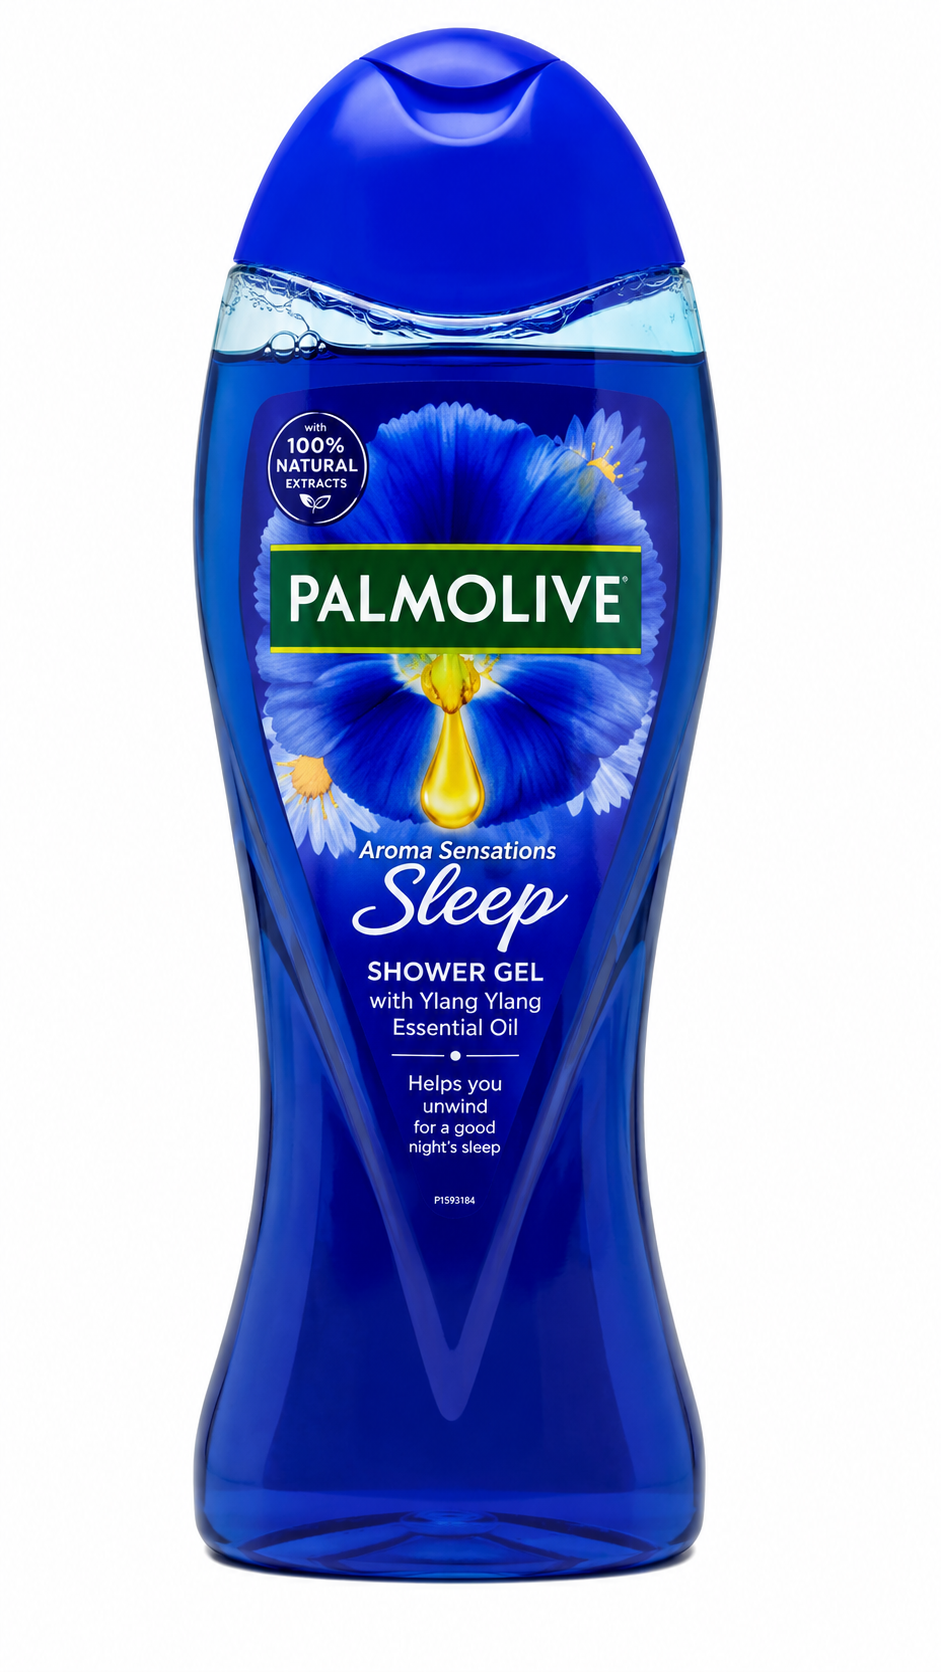 with
100%
NATURAL
EXTRACTS
PALMOLIVE®
Aroma Sensations
Sleep
SHOWER GEL
with Ylang Ylang
Essential Oil
Helps you
unwind
for a good
night's sleep
P1593184